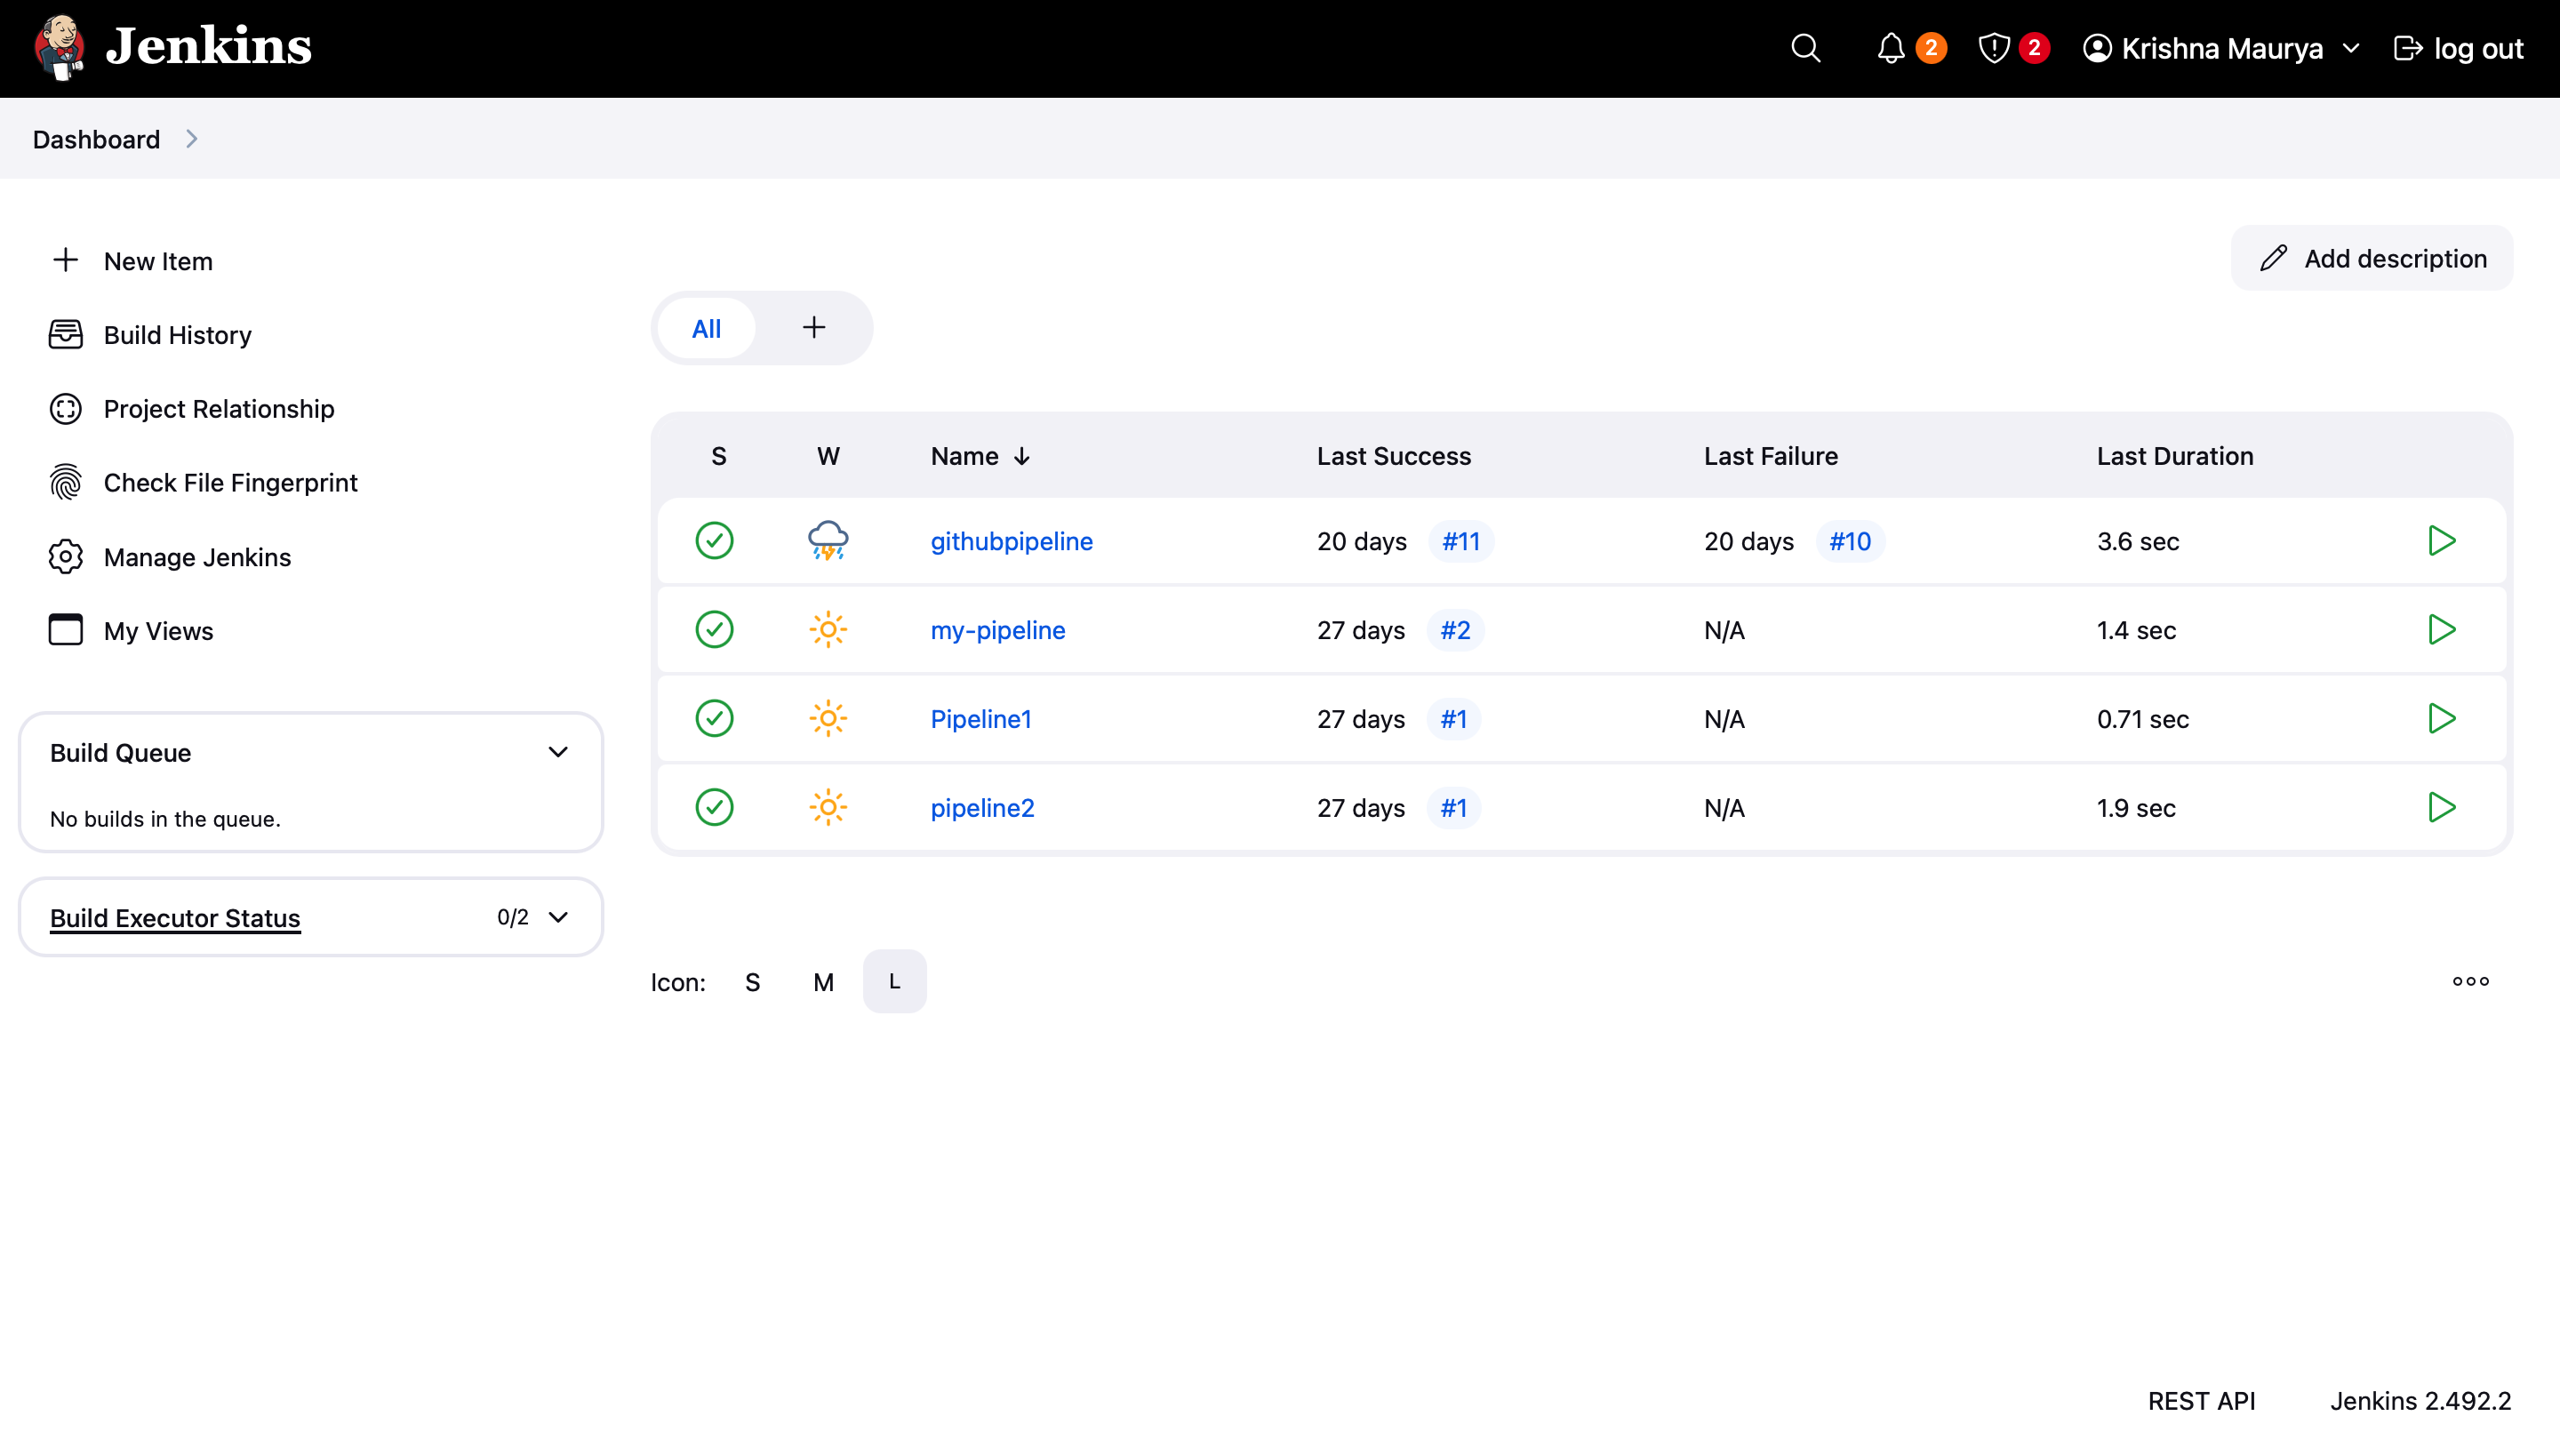 Jenkins
2
2
Krishna Maurya
log out
Dashboard
New Item
Build History
Project Relationship
Check File Fingerprint
Manage Jenkins
My Views
Build Queue
No builds in the queue.
Build Executor Status 0/2
Add description
All
S W Name Last Success Last Failure Last Duration
githubpipeline 20 days #11 20 days #10 3.6 sec
my-pipeline 27 days #2 N/A 1.4 sec
Pipeline1 27 days #1 N/A 0.71 sec
pipeline2 27 days #1 N/A 1.9 sec
Icon: S M L
REST API Jenkins 2.492.2